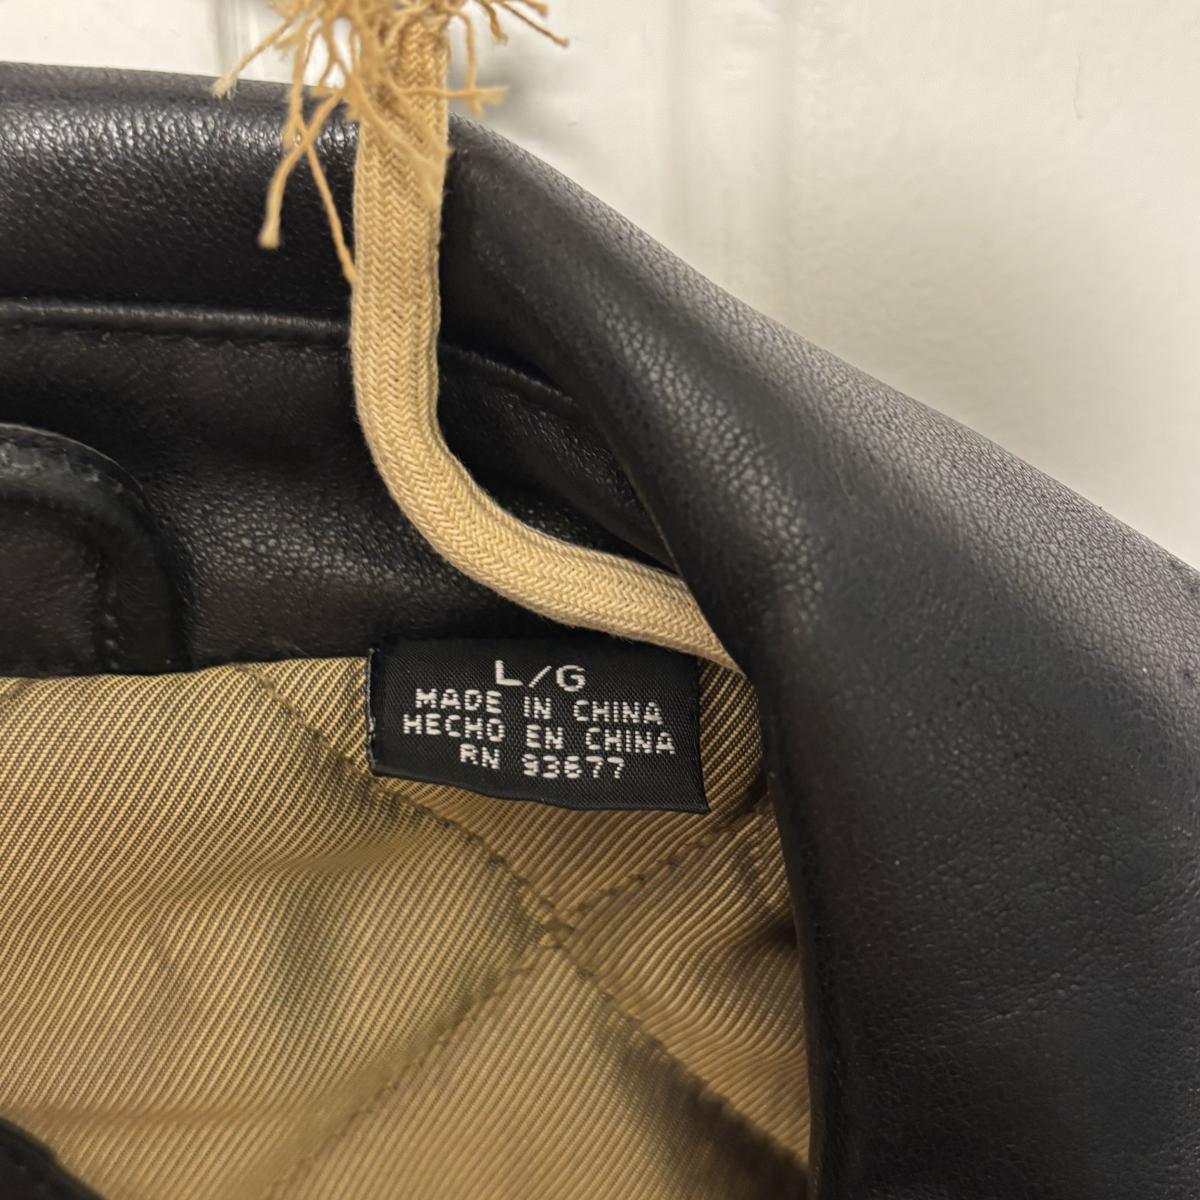 L/G
MADE IN CHINA
HECHO EN CHINA
RN 93677